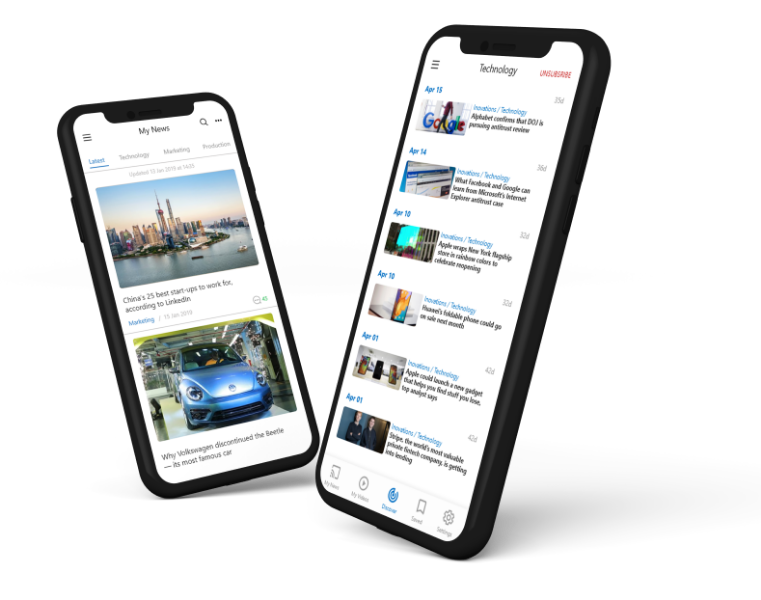 My News
Latest
Technology
Marketing
Production
Updated 15 Jan 2019 at 14:55
China's 25 best start-ups to work for,
according to LinkedIn
Marketing / 15 Jan 2019
45
Why Volkswagen discontinued the Beetle
— its most famous car
Technology
UNSUBSRIBE
Apr 15
35d
Google
Inovations / Technology
Alphabet confirms that DOJ is
pursuing antitrust review
Apr 14
36d
Inovations / Technology
What Facebook and Google can
learn from Microsoft's Internet
Explorer antitrust case
Apr 10
32d
Inovations / Technology
Apple wraps New York flagship
store in rainbow colors to
celebrate reopening
Apr 10
32d
Inovations / Technology
Huawei's foldable phone could go
on sale next month
Apr 01
42d
Inovations / Technology
Apple could launch a new gadget
that helps you find stuff you lose,
top analyst says
Apr 01
42d
Inovations / Technology
Stripe, the world's most valuable
private fintech company, is getting
into lending
My News
My Videos
Discover
Saved
Settings